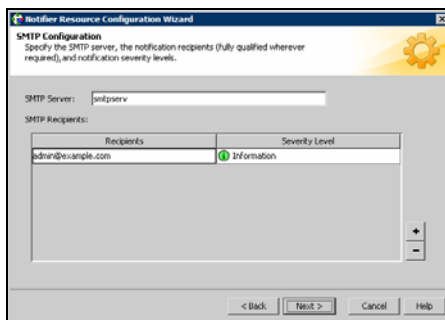 Notifier Resource Configuration Wizard
SMTP Configuration
Specify the SMTP server, the notification recipients (fully qualified wherever
required), and notification severity levels.
SMTP Server: smtpserv
SMTP Recipients:
Recipients Severity Level
admin@example.com Information
+
-
< Back Next > Cancel Help